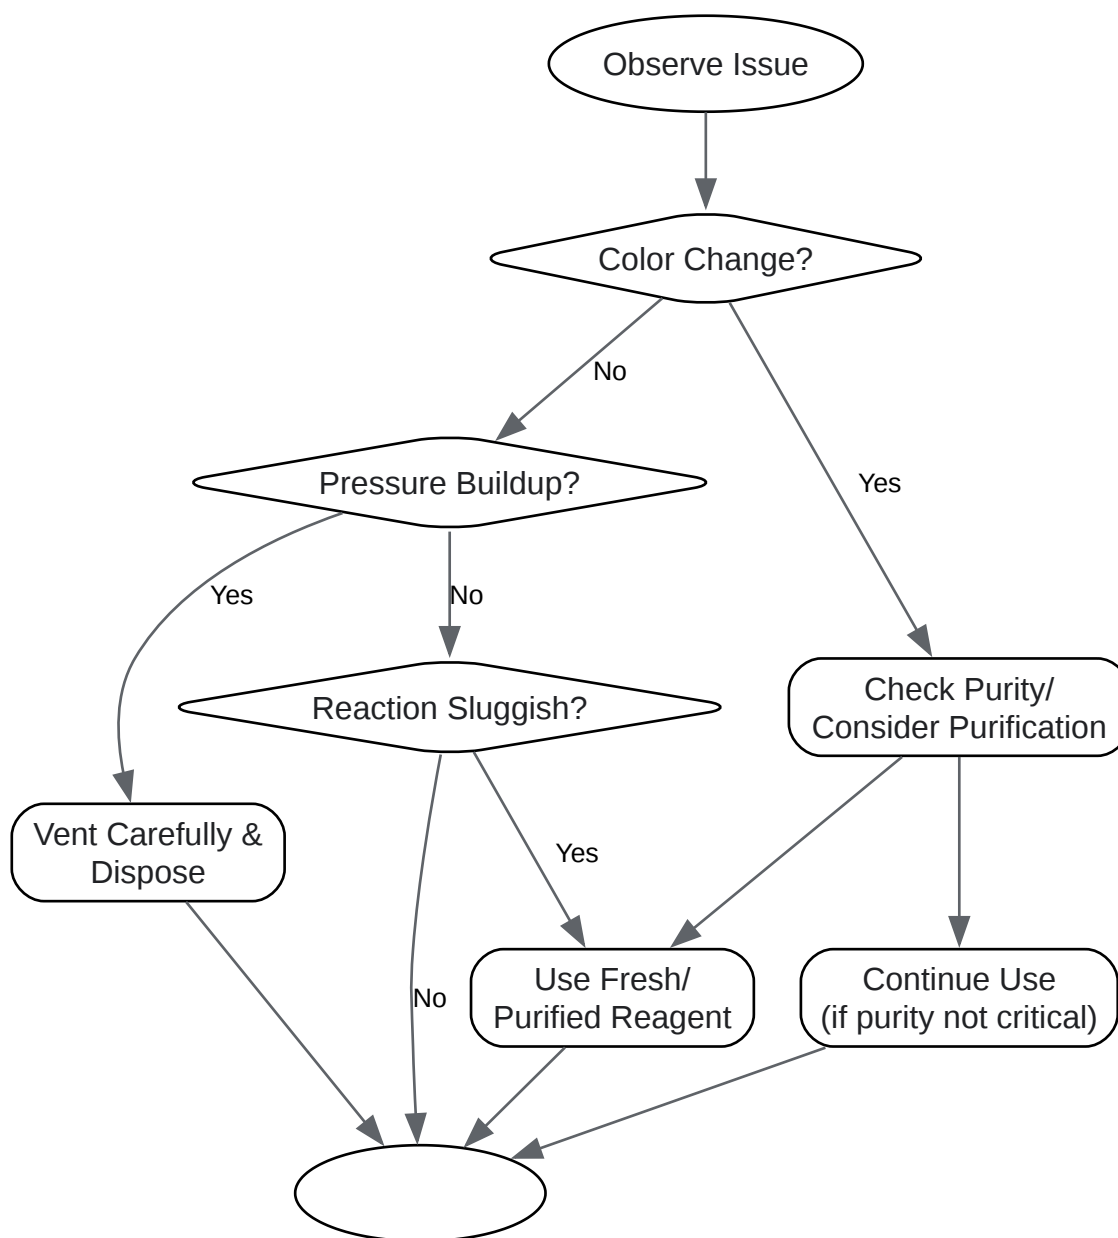 Observe Issue
Color Change?
No
Pressure Buildup?
Yes
Yes
No
Reaction Sluggish?
Check Purity/
Consider Purification
Vent Carefully &
Dispose
Yes
No
Use Fresh/
Purified Reagent
Continue Use
(if purity not critical)